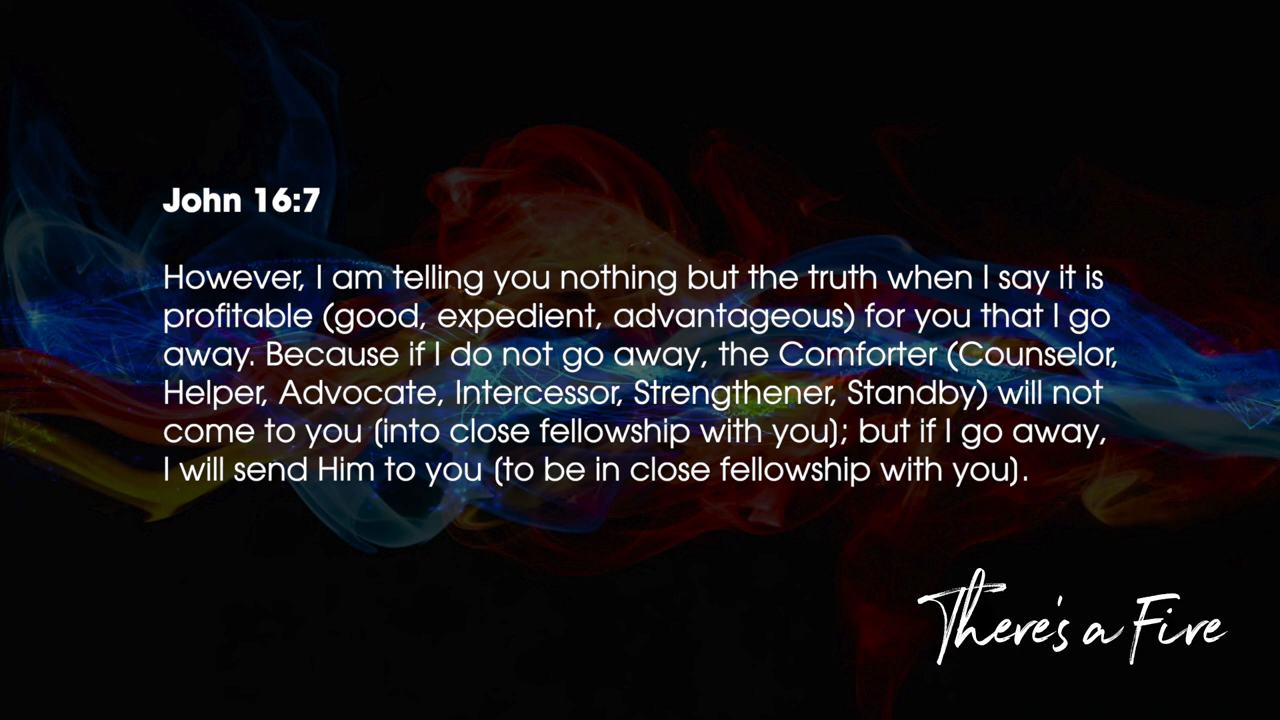 John 16:7
However, I am telling you nothing but the truth when I say it is
profitable (good, expedient, advantageous) for you that I go
away. Because if I do not go away, the Comforter (Counselor,
Helper, Advocate, Intercessor, Strengthener, Standby) will not
come to you (into close fellowship with you); but if I go away,
I will send Him to you (to be in close fellowship with you).
There's a Fire